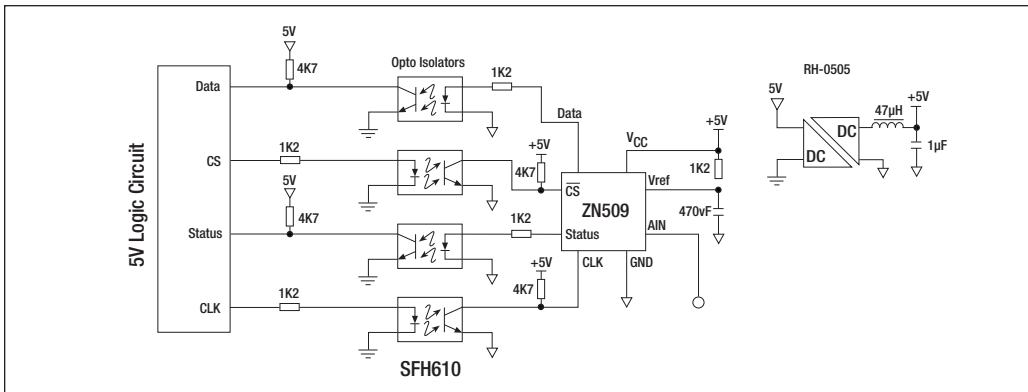 5V
4K7
Opto Isolators
1K2
RH-0505
Data
Data
5V
47μH
+5V
DC
DC
1μF
5V Logic Circuit
CS
1K2
+5V
4K7
VCC
+5V
1K2
CS
Vref
ZN509
470vF
5V
4K7
Status
1K2
Status
AIN
CLK
GND
+5V
4K7
CLK
1K2
SFH610